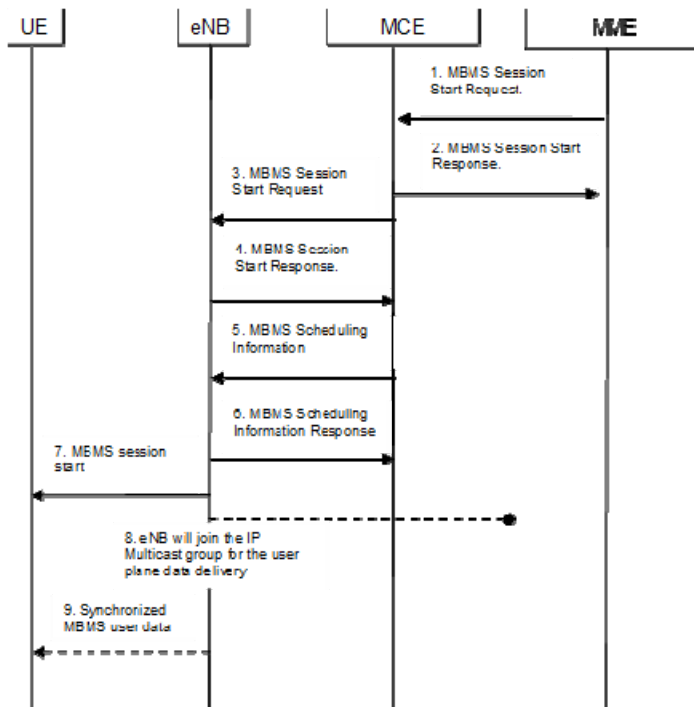 UE eNB MCE MME
1. MBMS Session
Start Request.
2. MBMS Session Start
Response.
3. MBMS Session
Start Request
4. MBMS Session
Start Response.
5. MBMS Scheduling
Information
6. MBMS Scheduling
Information Response
7. MBMS session
start
8. eNB will join the IP
Multicast group for the user
plane data delivery
9. Synchronized
MBMS user data